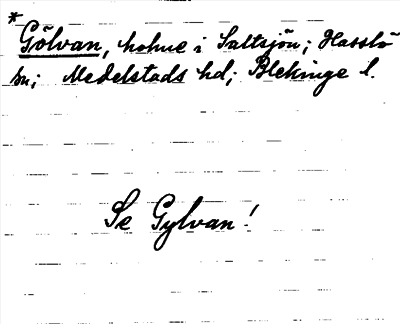 * Gölvan, holme i Saltsjön; Hasslö
sn; Medelstads hd; Blekinge l.
Se Gylvan!